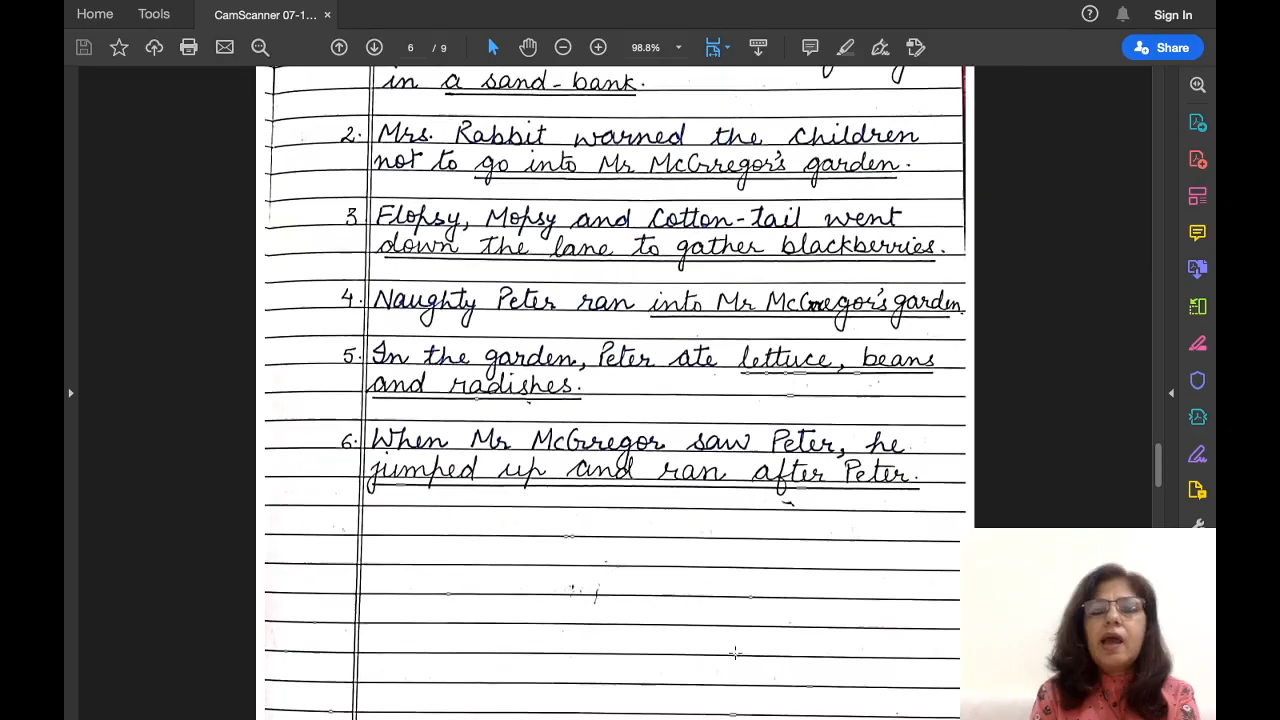 Home Tools CamScanner 07-1... × Sign In
6 / 9 98.8% Share
in a sand-bank.
2. Mrs. Rabbit warned the children
not to go into Mr McGregor's garden.
3. Flopsy, Mopsy and Cotton-tail went
down the lane to gather blackberries.
4. Naughty Peter ran into Mr McGregor's garden.
5. In the garden, Peter ate lettuce, beans
and radishes.
6. When Mr McGregor saw Peter, he
jumped up and ran after Peter.